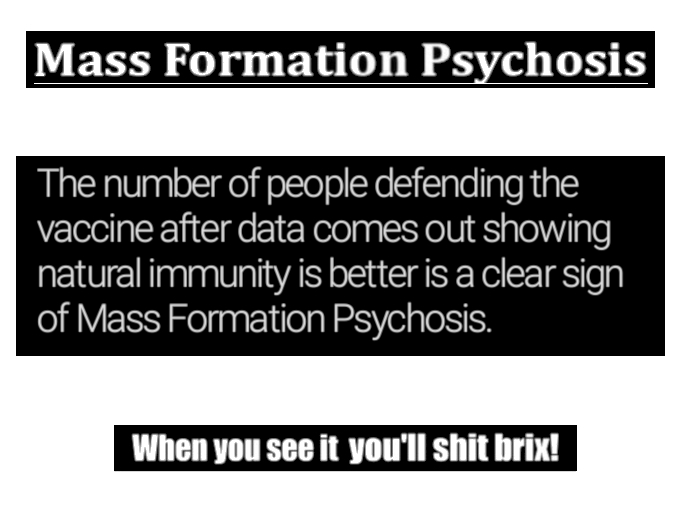 Mass Formation Psychosis
The number of people defending the
vaccine after data comes out showing
natural immunity is better is a clear sign
of Mass Formation Psychosis.
When you see it you'll shit brix!